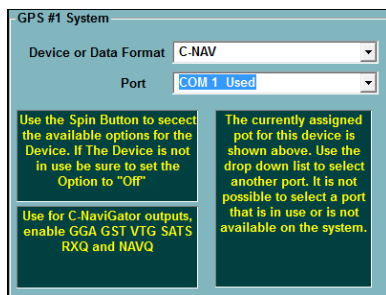 GPS #1 System
Device or Data Format C-NAV
Port COM 1 Used
Use the Spin Button to secect
the available options for the
Device. If The Device is not
in use be sure to set the
Option to "Off"
Use for C-NaviGator outputs,
enable GGA GST VTG SATS
RXQ and NAVQ
The currently assigned
pot for this device is
shown above. Use the
drop down list to select
another port. It is not
possible to select a port
that is in use or is not
available on the system.